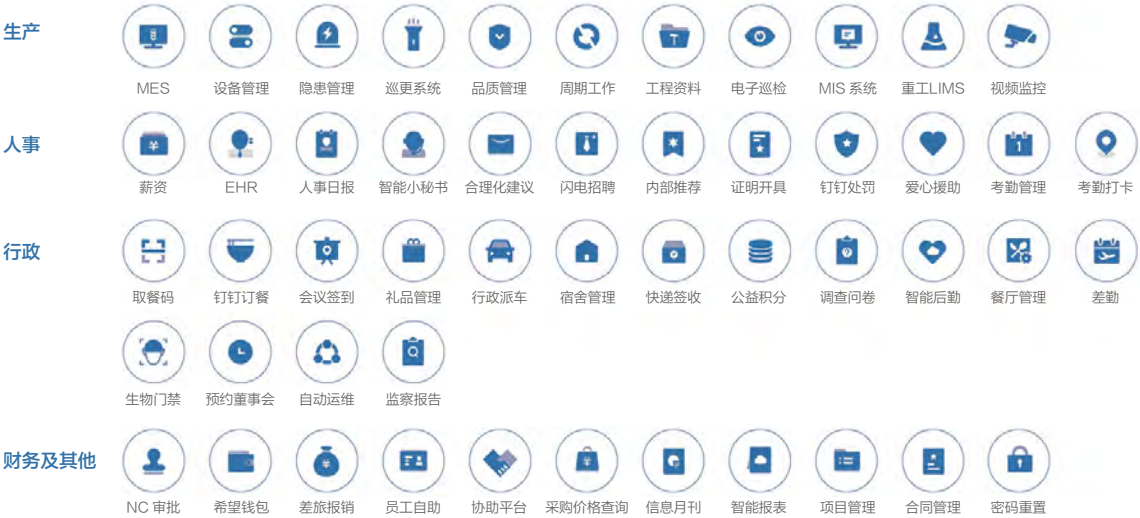 生产
MES 设备管理 隐患管理 巡更系统 品质管理 周期工作 工程资料 电子巡检 MIS 系统 重工LIMS 视频监控
人事
薪资 EHR 人事日报 智能小秘书 合理化建议 闪电招聘 内部推荐 证明开具 钉钉处罚 爱心援助 考勤管理 考勤打卡
行政
取餐码 钉钉订餐 会议签到 礼品管理 行政派车 宿舍管理 快递签收 公益积分 调查问卷 智能后勤 餐厅管理 差勤
生物门禁 预约董事会 自动运维 监察报告
财务及其他
NC 审批 希望钱包 差旅报销 员工自助 协助平台 采购价格查询 信息月刊 智能报表 项目管理 合同管理 密码重置